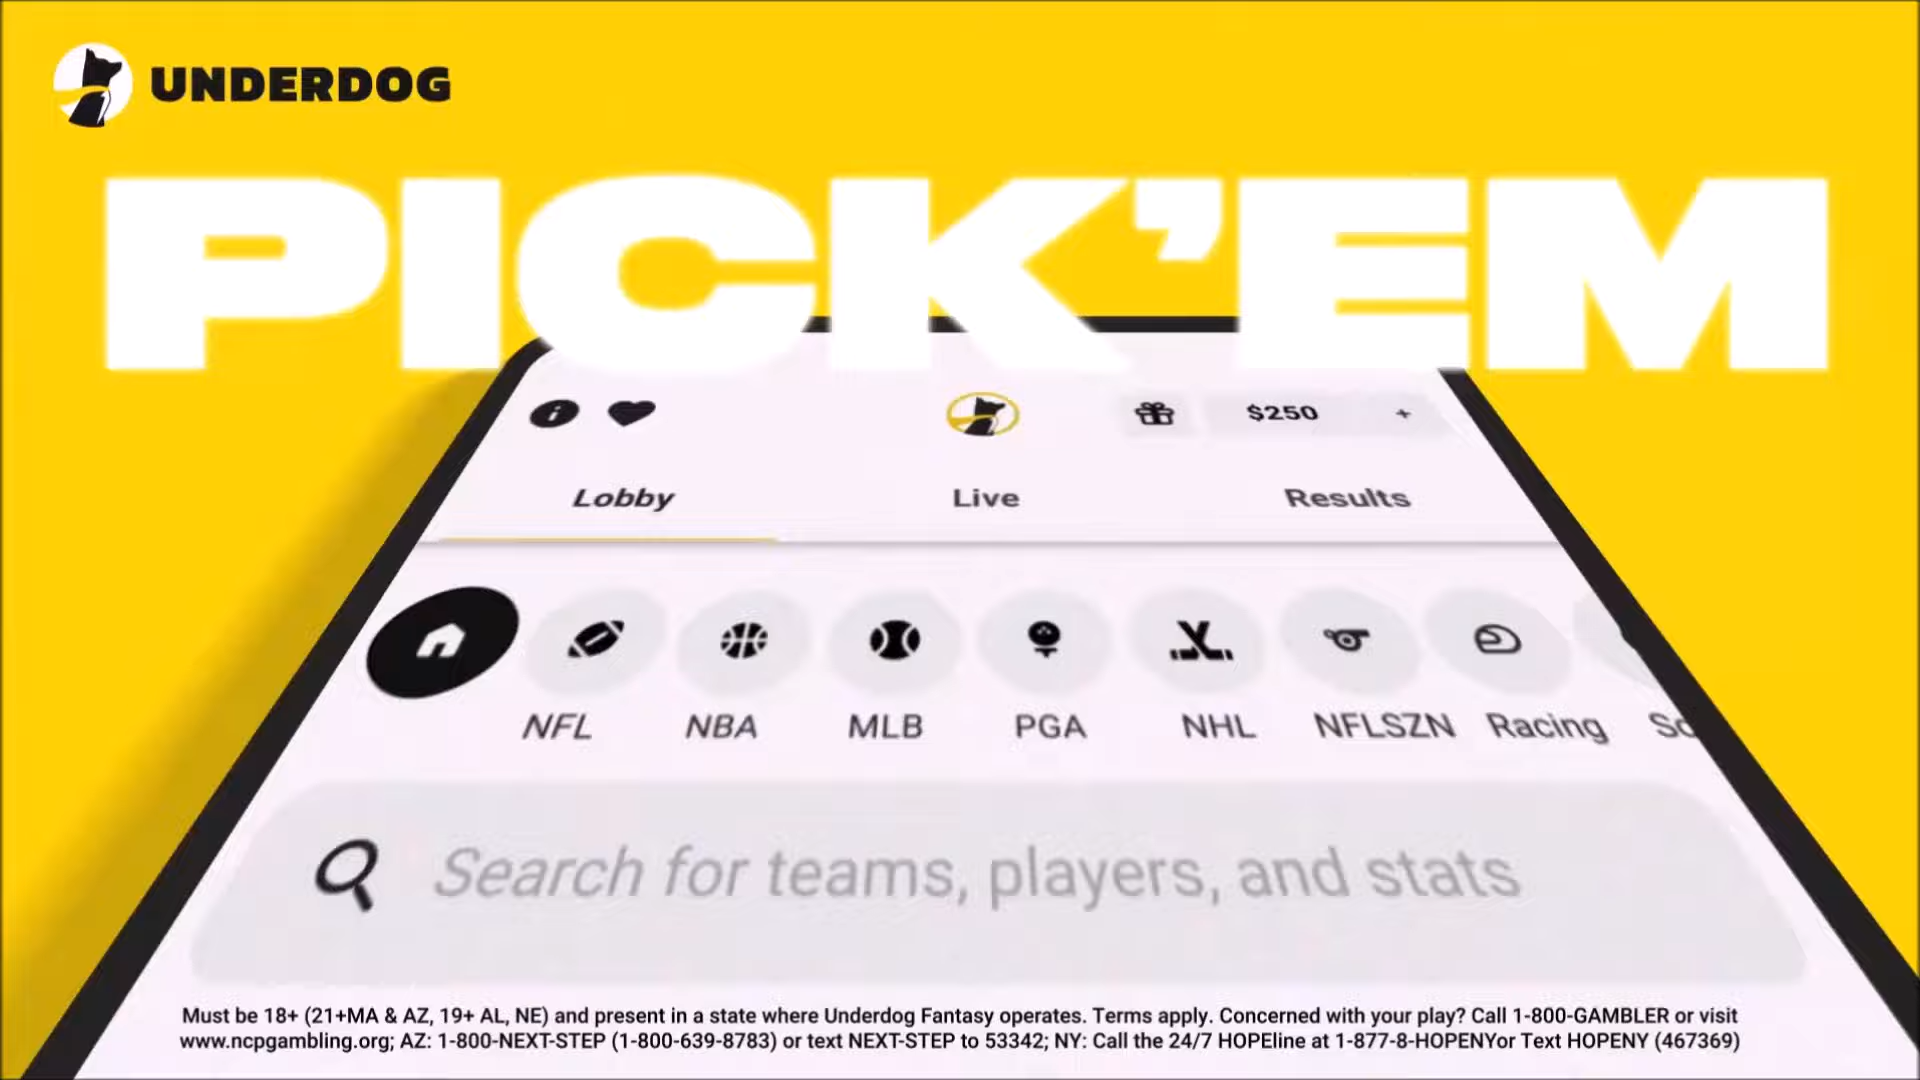 UNDERDOG
PICK'EM
$250 +
Lobby Live Results
NFL NBA MLB PGA NHL NFLSZN Racing
Search for teams, players, and stats
Must be 18+ (21+MA & AZ, 19+ AL, NE) and present in a state where Underdog Fantasy operates. Terms apply. Concerned with your play? Call 1-800-GAMBLER or visit
www.ncpgambling.org; AZ: 1-800-NEXT-STEP (1-800-639-8783) or text NEXT-STEP to 53342; NY: Call the 24/7 HOPEline at 1-877-8-HOPENYor Text HOPENY (467369)